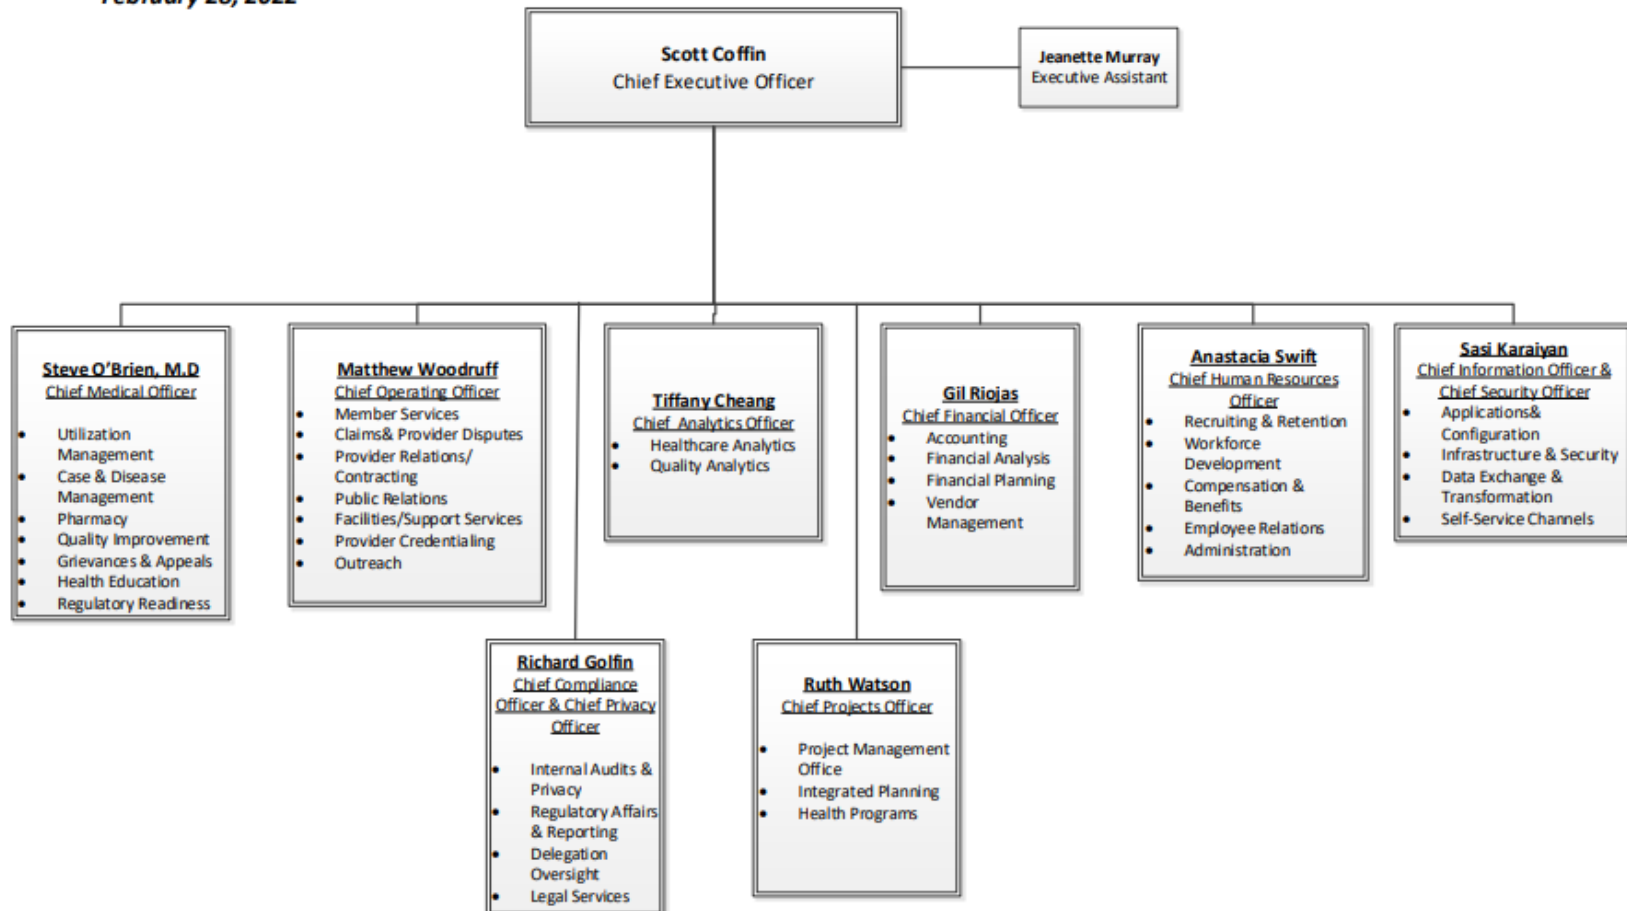 February 28, 2022
Scott Coffin
Chief Executive Officer
Jeanette Murray
Executive Assistant
Steve O'Brien, M.D
Chief Medical Officer
• Utilization
Management
• Case & Disease
Management
• Pharmacy
• Quality Improvement
• Grievances & Appeals
• Health Education
• Regulatory Readiness
Matthew Woodruff
Chief Operating Officer
• Member Services
• Claims& Provider Disputes
• Provider Relations/
Contracting
• Public Relations
• Facilities/Support Services
• Provider Credentialing
• Outreach
Tiffany Cheang
Chief Analytics Officer
• Healthcare Analytics
• Quality Analytics
Gil Riojas
Chief Financial Officer
• Accounting
• Financial Analysis
• Financial Planning
• Vendor
Management
Anastacia Swift
Chief Human Resources
Officer
• Recruiting & Retention
• Workforce
Development
• Compensation &
Benefits
• Employee Relations
• Administration
Sasi Karaiyan
Chief Information Officer &
Chief Security Officer
• Applications&
Configuration
• Infrastructure & Security
• Data Exchange &
Transformation
• Self-Service Channels
Richard Golfin
Chief Compliance
Officer & Chief Privacy
Officer
• Internal Audits &
Privacy
• Regulatory Affairs
& Reporting
• Delegation
Oversight
• Legal Services
Ruth Watson
Chief Projects Officer
• Project Management
Office
• Integrated Planning
• Health Programs